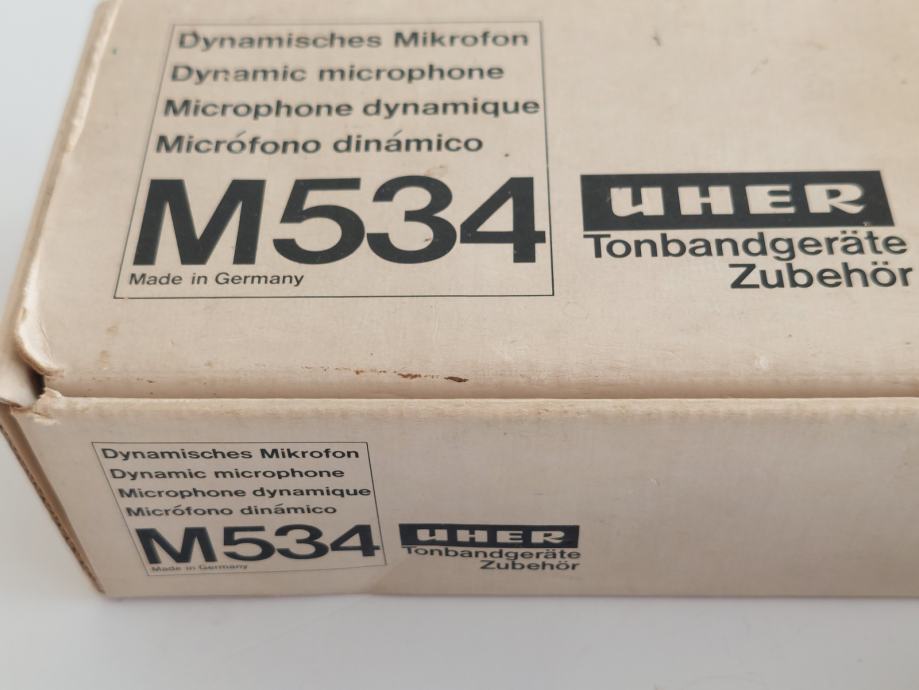 Dynamisches Mikrofon
Dynamic microphone
Microphone dynamique
Micrófono dinámico
M534
Made in Germany
UHER
Tonbandgeräte
Zubehör
Dynamisches Mikrofon
Dynamic microphone
Microphone dynamique
Micrófono dinámico
M534
Made in Germany
UHER
Tonbandgeräte
Zubehör